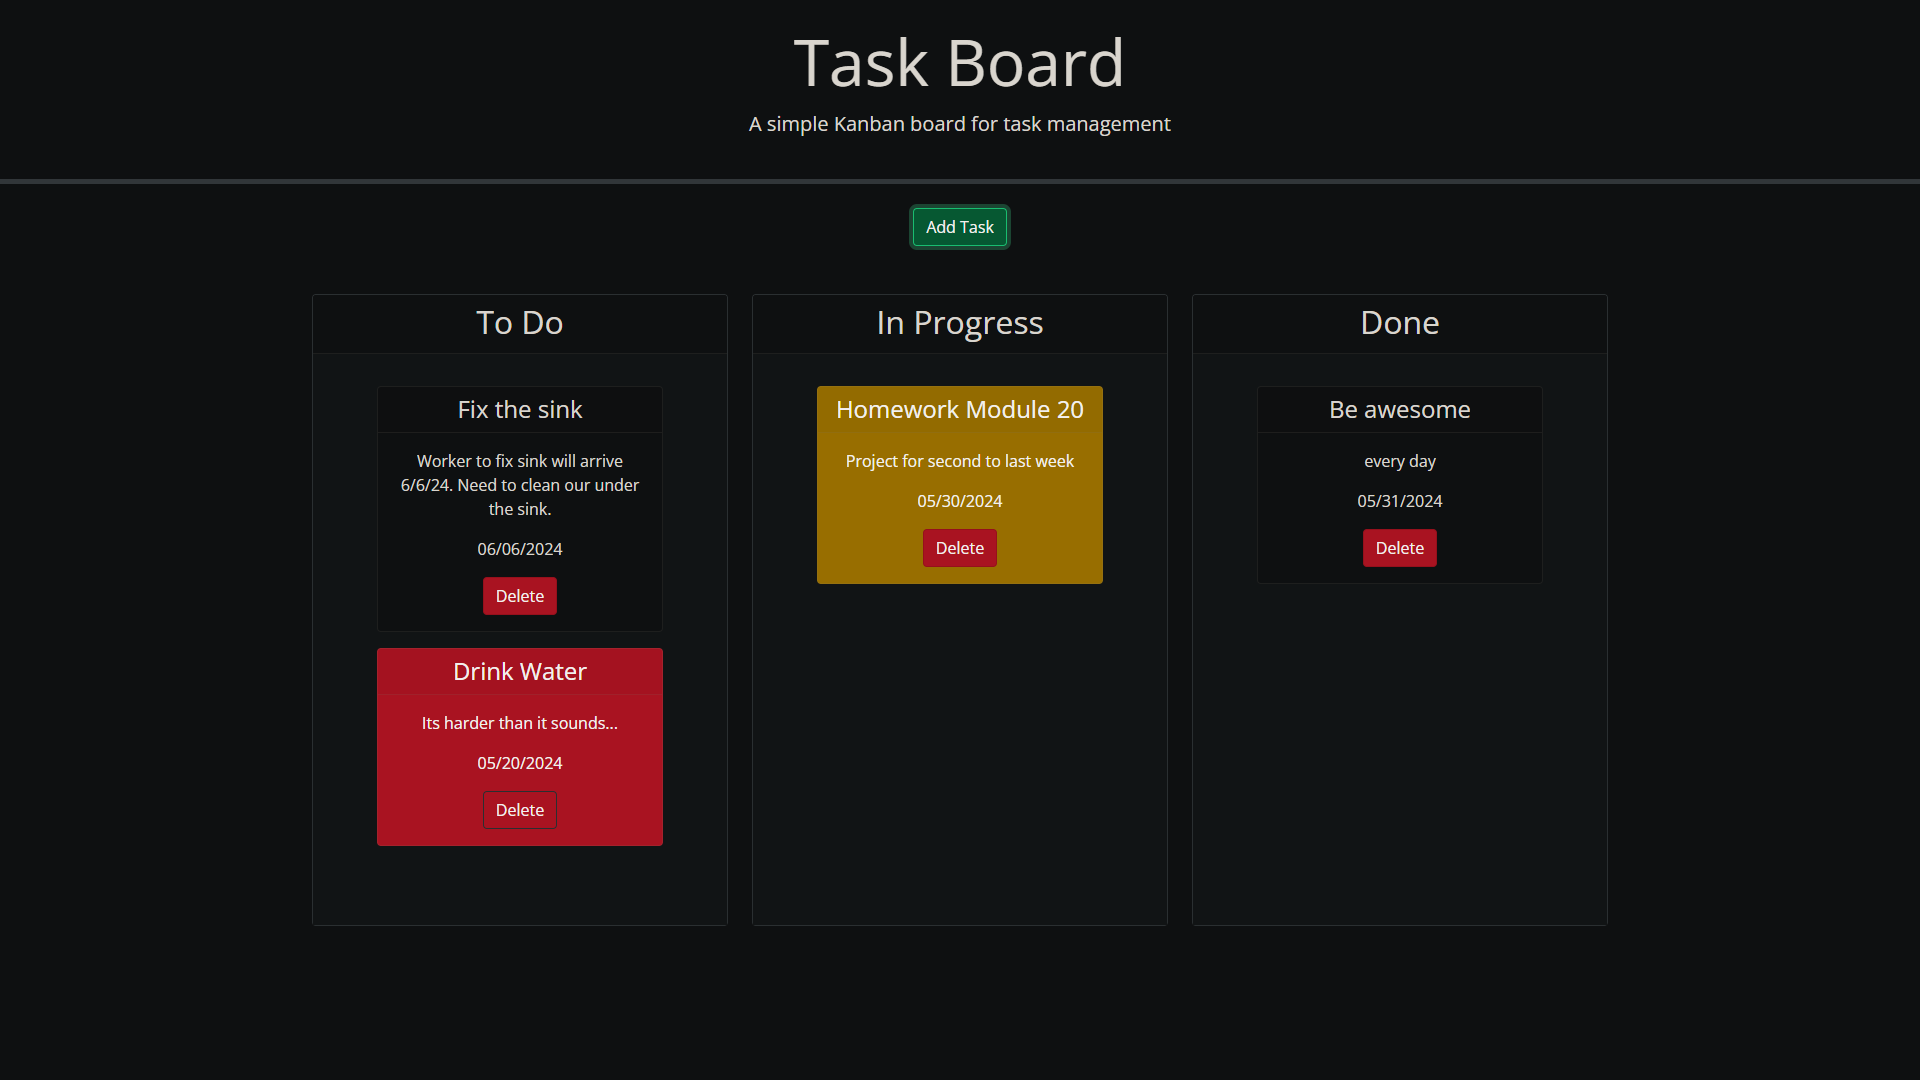 Task Board
A simple Kanban board for task management
Add Task
To Do
Fix the sink
Worker to fix sink will arrive
6/6/24. Need to clean our under
the sink.
06/06/2024
Delete
Drink Water
Its harder than it sounds...
05/20/2024
Delete
In Progress
Homework Module 20
Project for second to last week
05/30/2024
Delete
Done
Be awesome
every day
05/31/2024
Delete